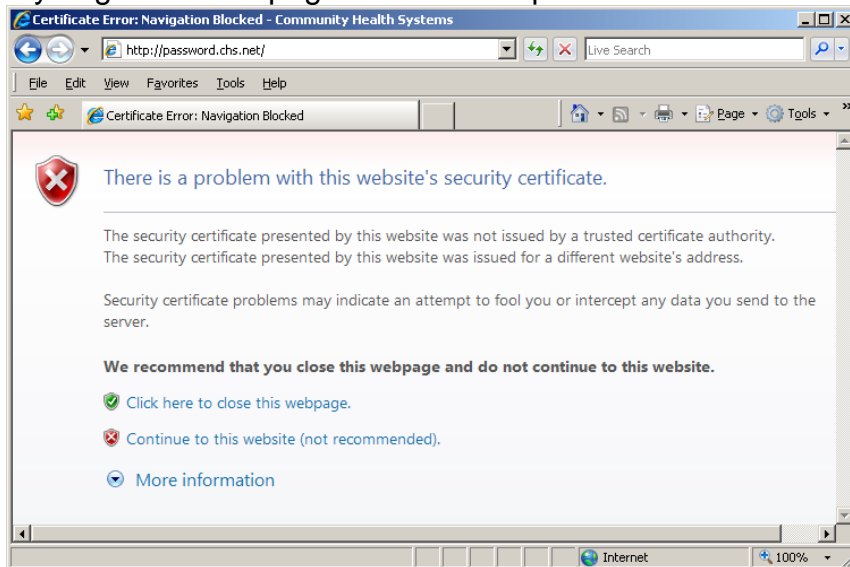 Certificate Error: Navigation Blocked - Community Health Systems
http://password.chs.net/
Live Search
File Edit View Favorites Tools Help
Certificate Error: Navigation Blocked
Page Tools »
There is a problem with this website's security certificate.
The security certificate presented by this website was not issued by a trusted certificate authority.
The security certificate presented by this website was issued for a different website's address.
Security certificate problems may indicate an attempt to fool you or intercept any data you send to the
server.
We recommend that you close this webpage and do not continue to this website.
Click here to close this webpage.
Continue to this website (not recommended).
More information
Internet 100%